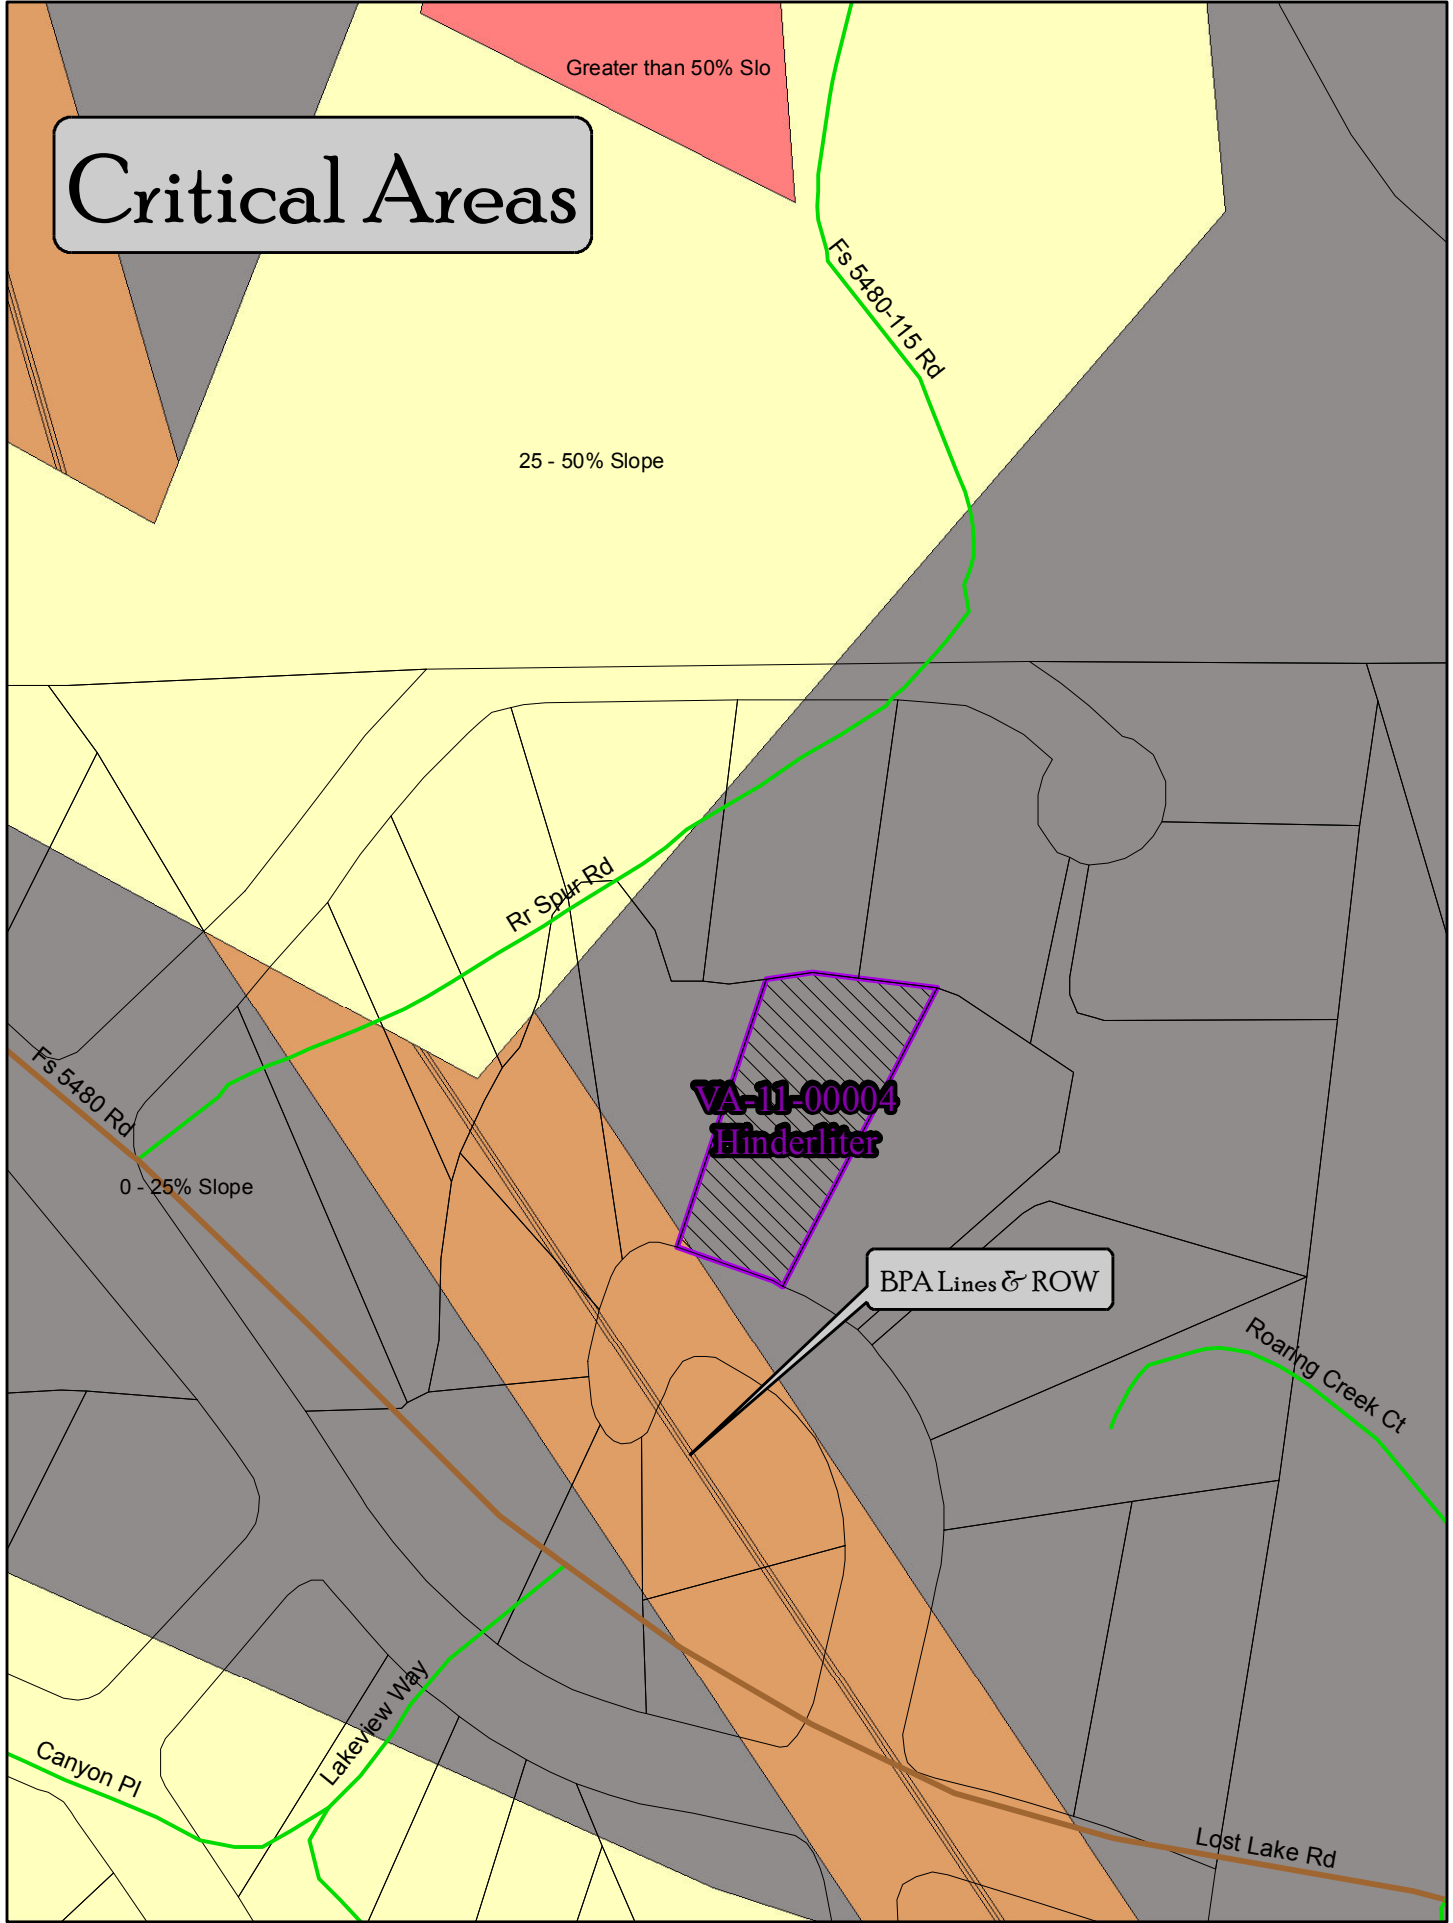 Greater than 50% Slo
Critical Areas
Fs 5480-115 Rd
25 - 50% Slope
Rr Spur Rd
Fs 5480 Rd
VA-11-00004
Hinderliter
0 - 25% Slope
BPA Lines & ROW
Roaring Creek Ct
Lakeview Way
Canyon Pl
Lost Lake Rd